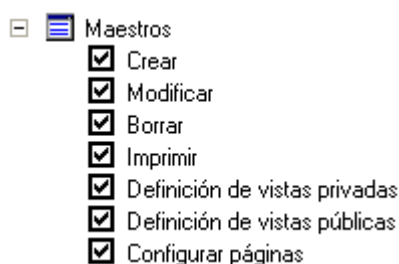 Maestros
Crear
Modificar
Borrar
Imprimir
Definición de vistas privadas
Definición de vistas públicas
Configurar páginas